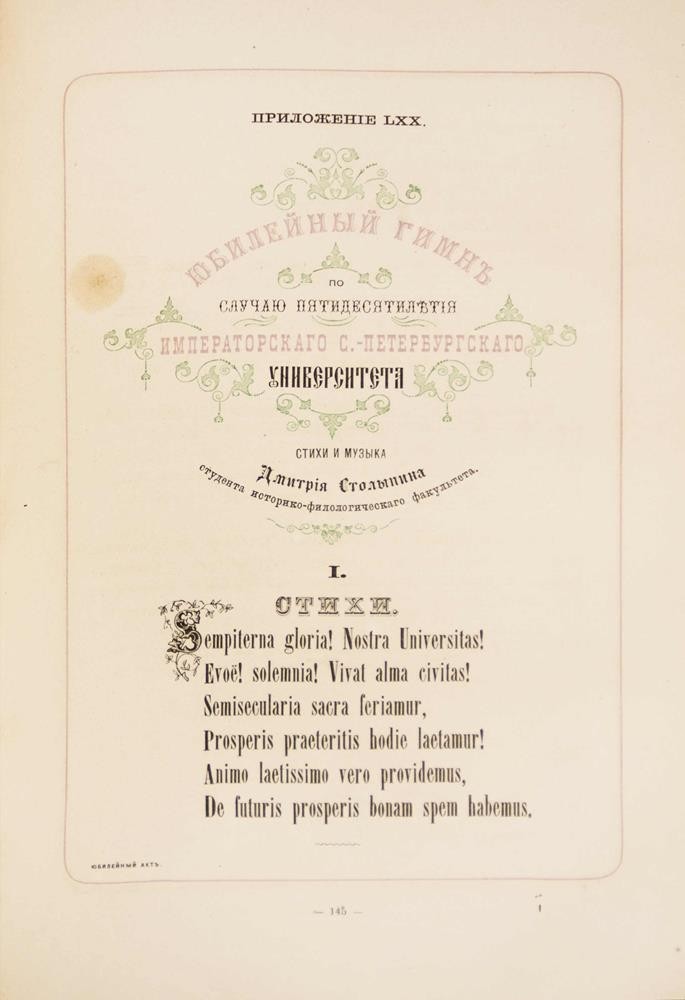 ПРИЛОЖЕНІЕ LXX.
ЮБИЛЕЙНЫЙ ГИМНЪ
ПО
СЛУЧАЮ ПЯТИДЕСЯТИЛѢТІЯ
ИМПЕРАТОРСКАГО С.-ПЕТЕРБУРГСКАГО
УНИВЕРСИТЕТА
СТИХИ И МУЗЫКА
Дмитрія Столыпина
студента историко-филологическаго факультета.
I.
СТИХИ.
Sempiterna gloria! Nostra Universitas!
Evoë! solemnia! Vivat alma civitas!
Semisecularia sacra feriamur,
Prosperis praeteritis hodie laetamur!
Animo laetissimo vero providemus,
De futuris prosperis bonam spem habemus.
ЮБИЛЕЙНЫЙ АКТЪ.
— 145 —